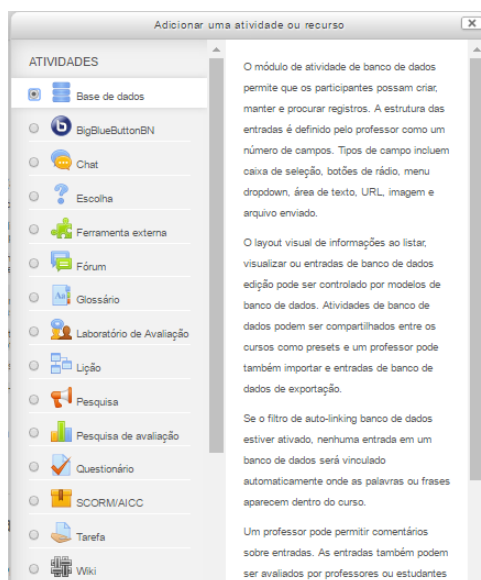 Adicionar uma atividade ou recurso
ATIVIDADES
Base de dados
BigBlueButtonBN
Chat
Escolha
Ferramenta externa
Fórum
Glossário
Laboratório de Avaliação
Lição
Pesquisa
Pesquisa de avaliação
Questionário
SCORM/AICC
Tarefa
Wiki
O módulo de atividade de banco de dados
permite que os participantes possam criar,
manter e procurar registros. A estrutura das
entradas é definido pelo professor como um
número de campos. Tipos de campo incluem
caixa de seleção, botões de rádio, menu
dropdown, área de texto, URL, imagem e
arquivo enviado.
O layout visual de informações ao listar,
visualizar ou entradas de banco de dados
edição pode ser controlado por modelos de
banco de dados. Atividades de banco de
dados podem ser compartilhados entre os
cursos como presets e um professor pode
também importar e entradas de banco de
dados de exportação.
Se o filtro de auto-linking banco de dados
estiver ativado, nenhuma entrada em um
banco de dados será vinculado
automaticamente onde as palavras ou frases
aparecem dentro do curso.
Um professor pode permitir comentários
sobre entradas. As entradas também podem
ser avaliados por professores ou estudantes